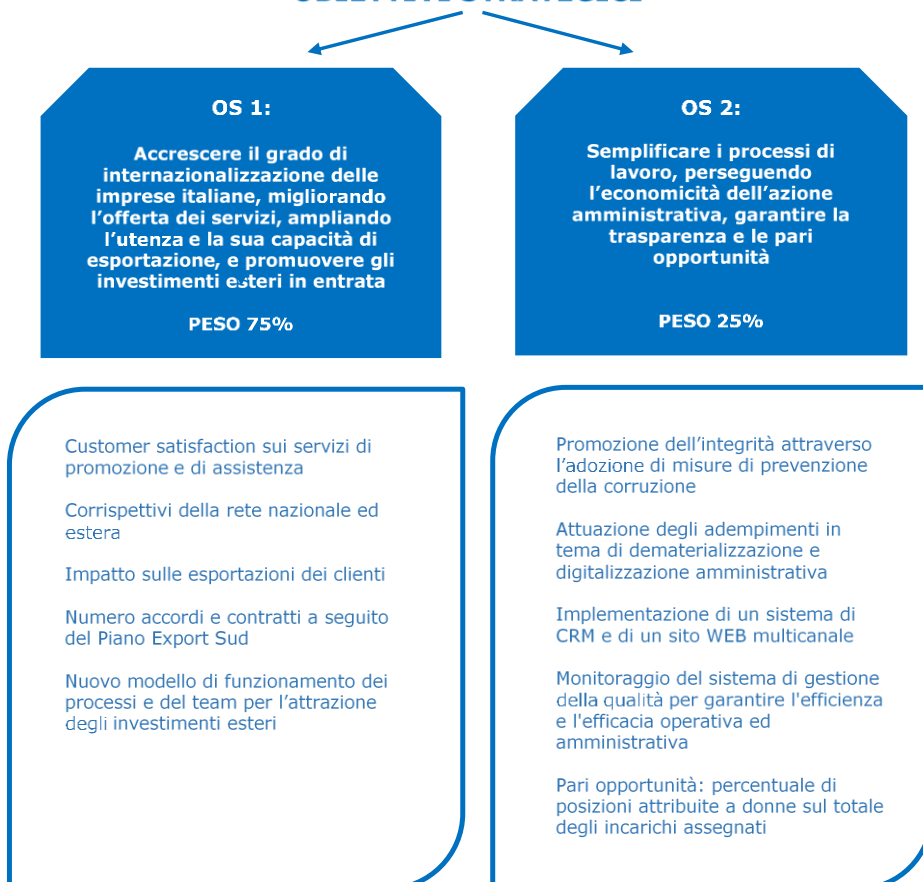 OBIETTIVI STRATEGICI
OS 1:
Accrescere il grado di
internazionalizzazione delle
imprese italiane, migliorando
l’offerta dei servizi, ampliando
l’utenza e la sua capacità di
esportazione, e promuovere gli
investimenti esteri in entrata
PESO 75%
OS 2:
Semplificare i processi di
lavoro, perseguendo
l’economicità dell’azione
amministrativa, garantire la
trasparenza e le pari
opportunità
PESO 25%
Customer satisfaction sui servizi di
promozione e di assistenza
Corrispettivi della rete nazionale ed
estera
Impatto sulle esportazioni dei clienti
Numero accordi e contratti a seguito
del Piano Export Sud
Nuovo modello di funzionamento dei
processi e del team per l’attrazione
degli investimenti esteri
Promozione dell’integrità attraverso
l’adozione di misure di prevenzione
della corruzione
Attuazione degli adempimenti in
tema di dematerializzazione e
digitalizzazione amministrativa
Implementazione di un sistema di
CRM e di un sito WEB multicanale
Monitoraggio del sistema di gestione
della qualità per garantire l'efficienza
e l'efficacia operativa ed
amministrativa
Pari opportunità: percentuale di
posizioni attribuite a donne sul totale
degli incarichi assegnati